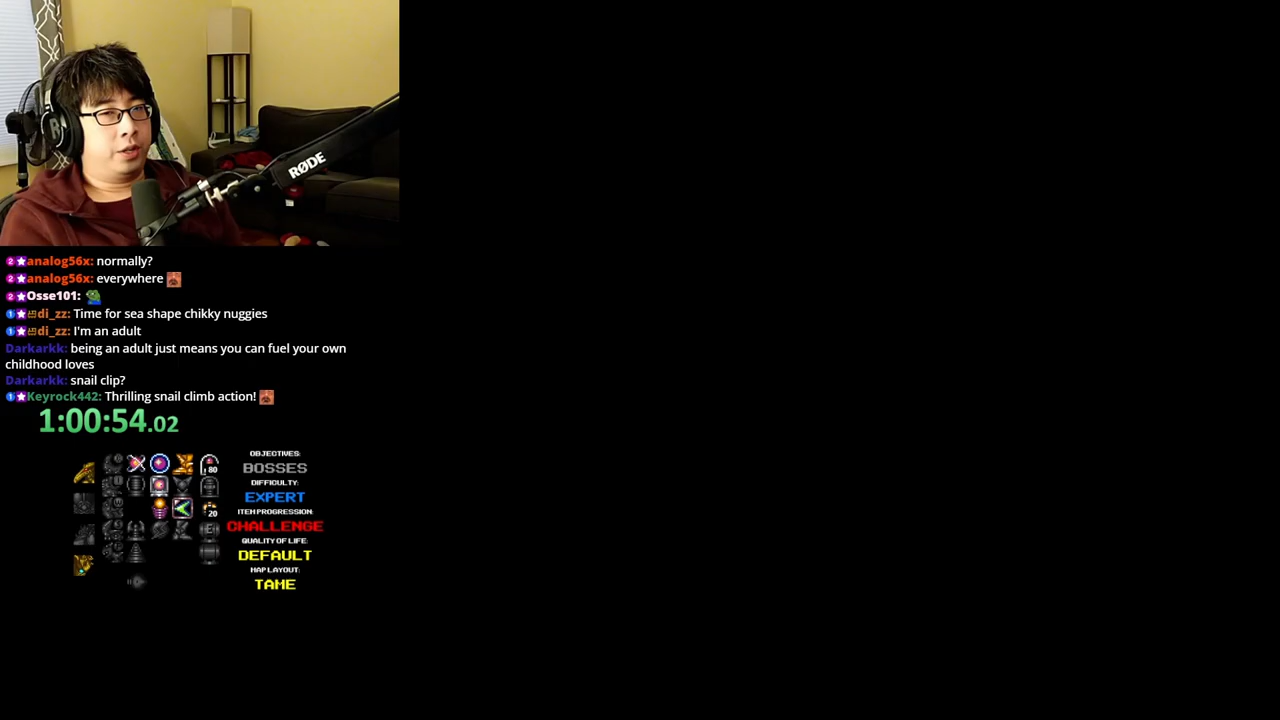 RØDE
analog56x: normally?
analog56x: everywhere
Osse101:
di_zz: Time for sea shape chikky nuggies
di_zz: I'm an adult
Darkarkk: being an adult just means you can fuel your own
childhood loves
Darkarkk: snail clip?
Keyrock442: Thrilling snail climb action!
1:00:54.02
80
20
OBJECTIVES:
BOSSES
DIFFICULTY:
EXPERT
ITEM PROGRESSION:
CHALLENGE
QUALITY OF LIFE:
DEFAULT
MAP LAYOUT:
TAME